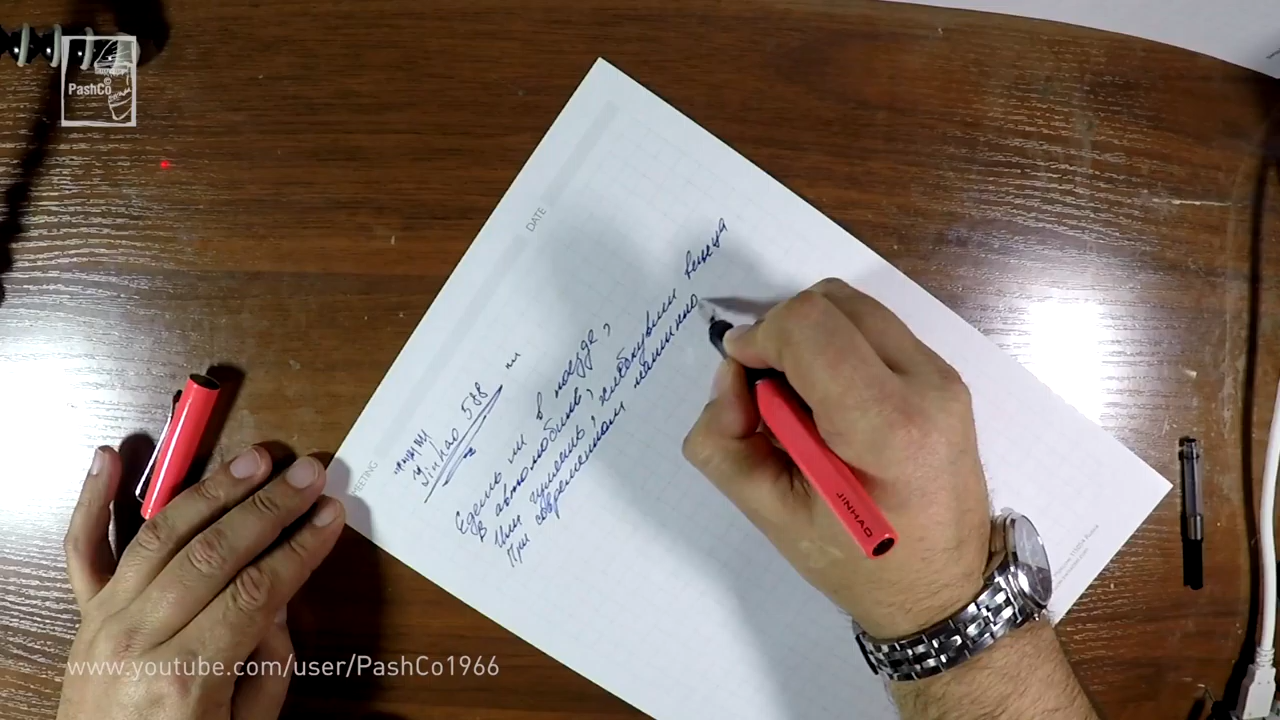 PashCo
DATE
MEETING
Jinhao 588
Едешь ли в поезде,
В автомобиле,
Или гуляешь, хлебнувши винца
При современном машинно
JINHAO
www.youtube.com/user/PashCo1966